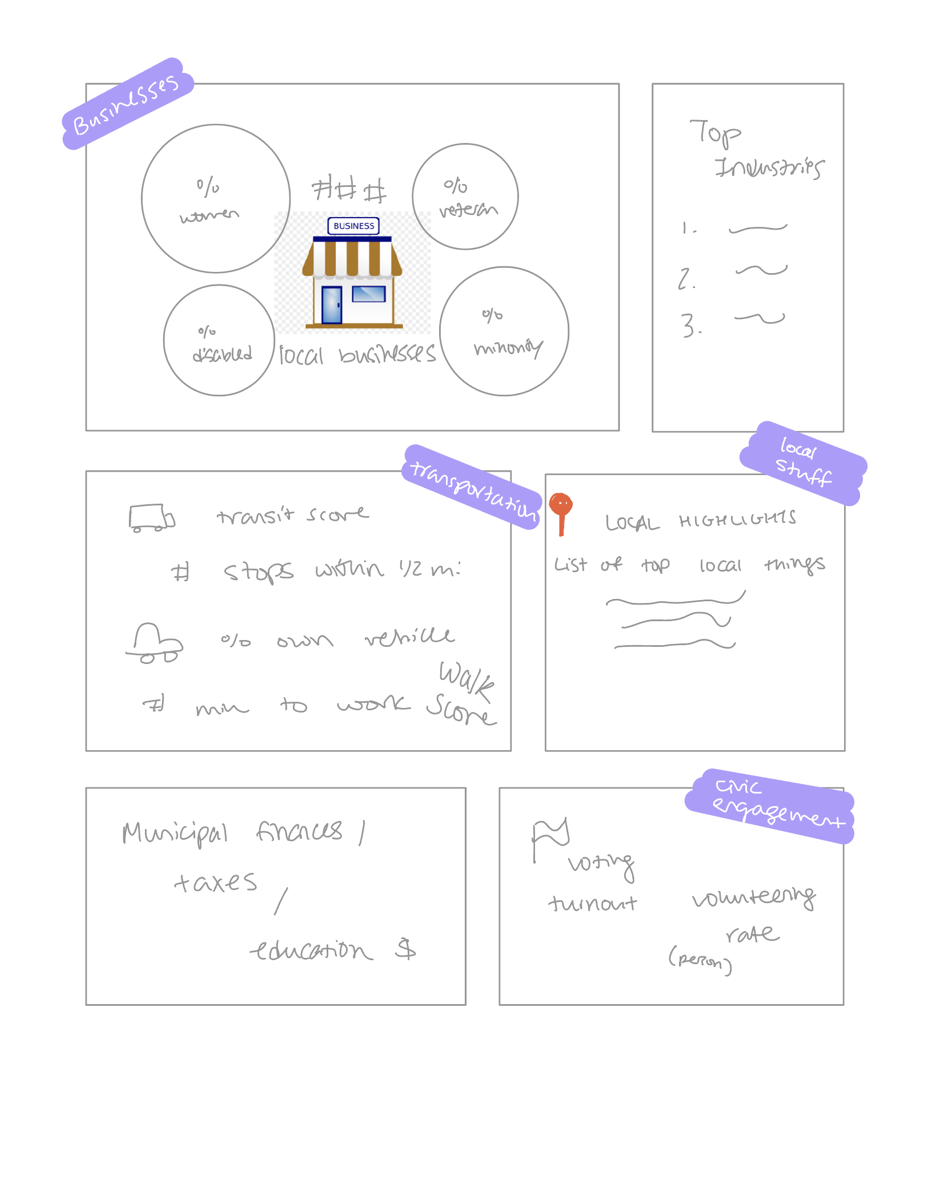 Businesses
%
women
###
%
veteran
BUSINESS
%
disabled
local businesses
%
minority
Top
Industries
1.
2.
3.
transportation
transit score
# stops within 1/2 mi
% own vehicle
# min to work
Walk
Score
local
stuff
LOCAL HIGHLIGHTS
List of top local things
Municipal finances /
taxes /
education $
civic
engagement
voting
turnout
volunteering
rate
(person)